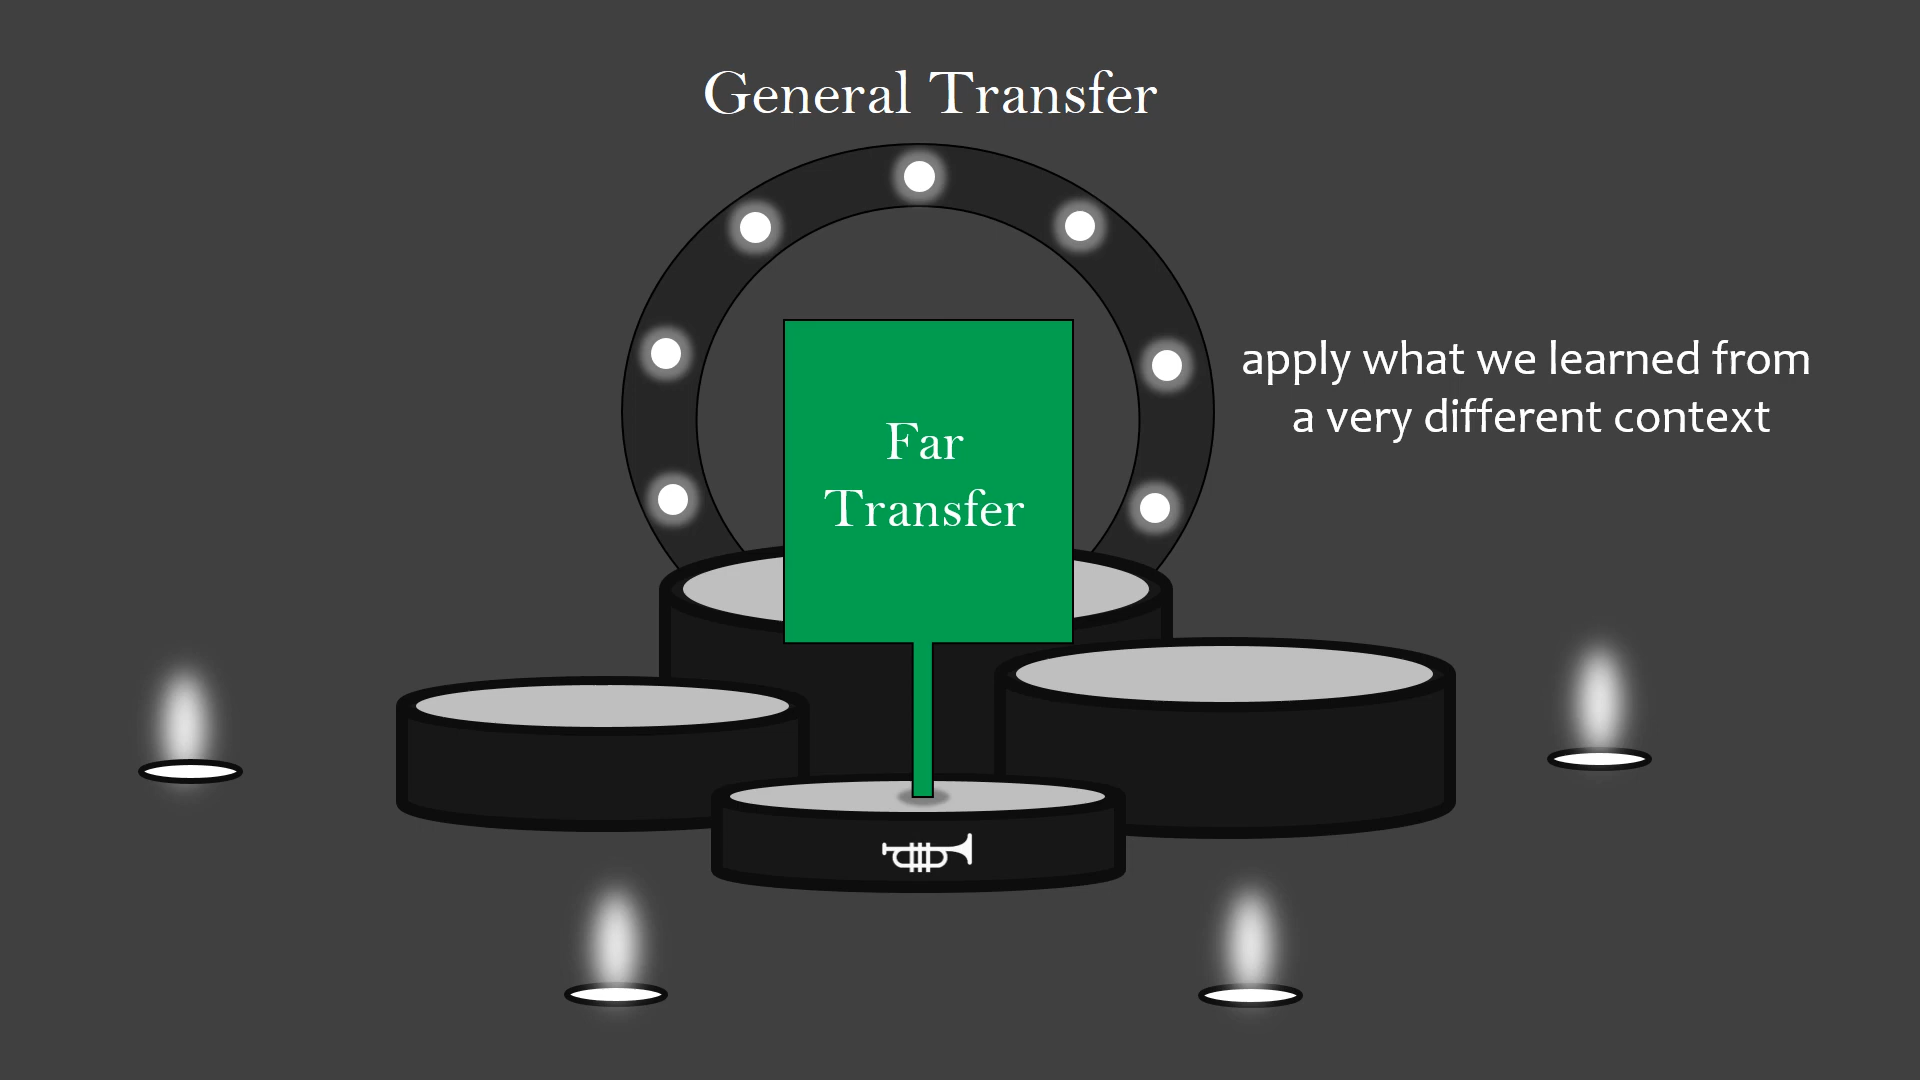 General Transfer
Far
Transfer
apply what we learned from
a very different context